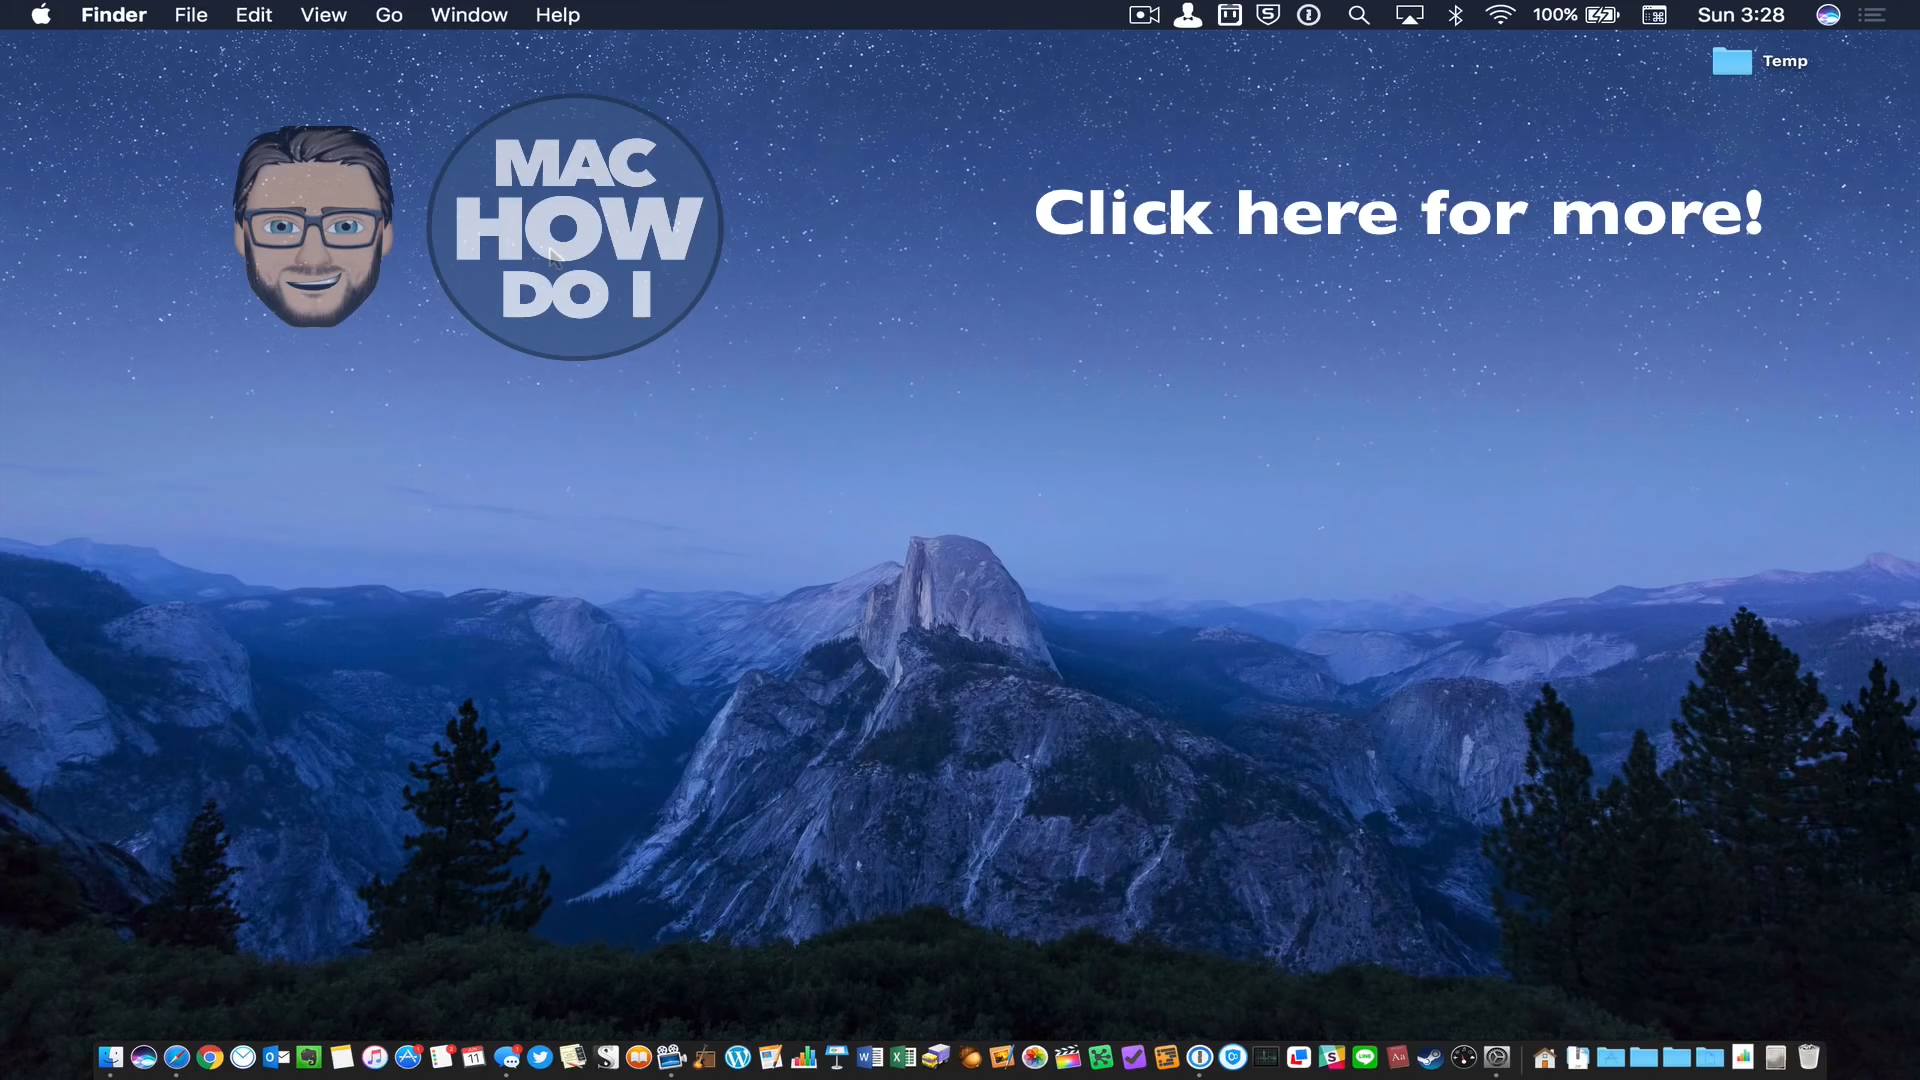 Finder File Edit View Go Window Help 100% Sun 3:28
Temp
MAC
HOW
DO I
Click here for more!
11